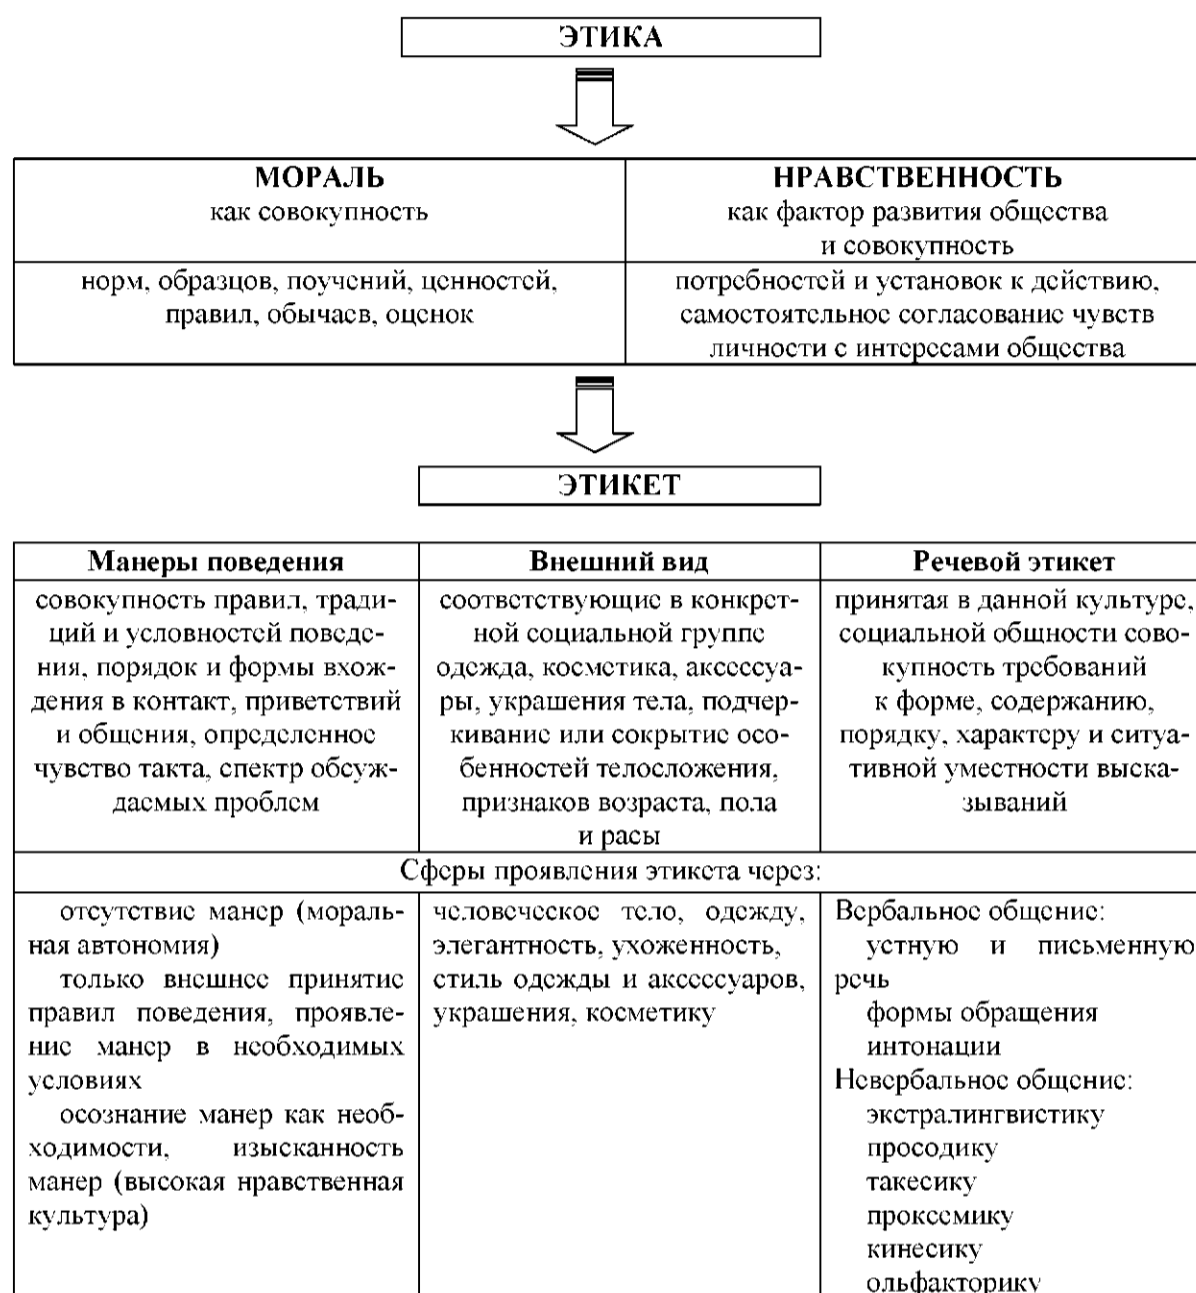 ЭТИКА
МОРАЛЬ
как совокупность
НРАВСТВЕННОСТЬ
как фактор развития общества
и совокупность
норм, образцов, поучений, ценностей,
правил, обычаев, оценок
потребностей и установок к действию,
самостоятельное согласование чувств
личности с интересами общества
ЭТИКЕТ
Манеры поведения
совокупность правил, тради-
ций и условностей поведе-
ния, порядок и формы вхож-
дения в контакт, приветствий
и общения, определенное
чувство такта, спектр обсуж-
даемых проблем
Внешний вид
соответствующие в конкрет-
ной социальной группе
одежда, косметика, аксессуа-
ры, украшения тела, подчер-
кивание или сокрытие осо-
бенностей телосложения,
признаков возраста, пола
и расы
Речевой этикет
принятая в данной культуре,
социальной общности сово-
купность требований
к форме, содержанию,
порядку, характеру и ситуа-
тивной уместности выска-
зываний
Сферы проявления этикета через:
отсутствие манер (мораль-
ная автономия)
только внешнее принятие
правил поведения, проявле-
ние манер в необходимых
условиях
осознание манер как необ-
ходимости, изысканность
манер (высокая нравственная
культура)
человеческое тело, одежду,
элегантность, ухоженность,
стиль одежды и аксессуаров,
украшения, косметику
Вербальное общение:
устную и письменную
речь
формы обращения
интонации
Невербальное общение:
экстралингвистику
просодику
такесику
проксемику
кинесику
ольфакторику